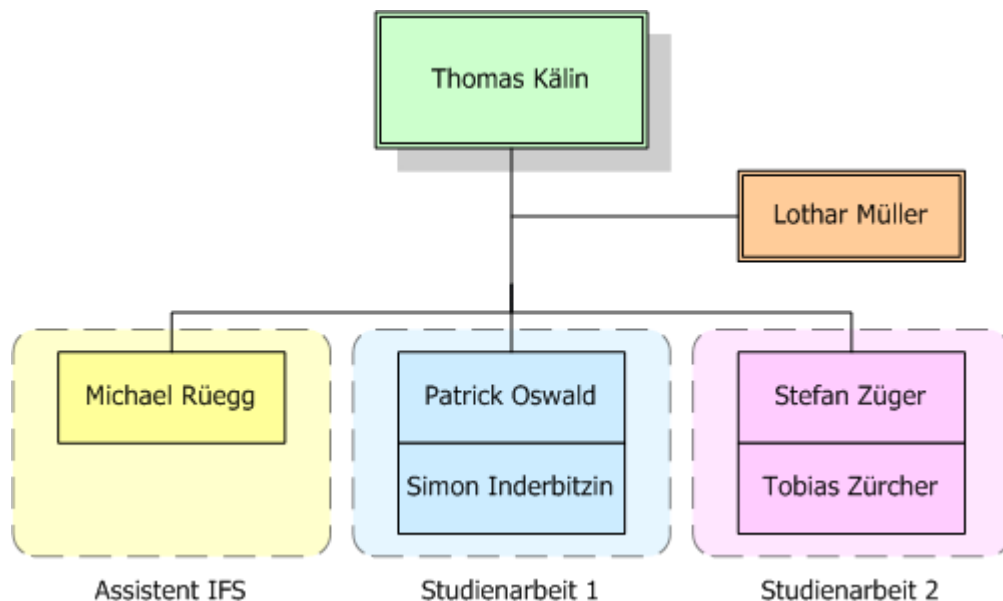 Thomas Kälin
Lothar Müller
Michael Rüegg
Patrick Oswald
Stefan Züger
Simon Inderbitzin
Tobias Zürcher
Assistent IFS
Studienarbeit 1
Studienarbeit 2